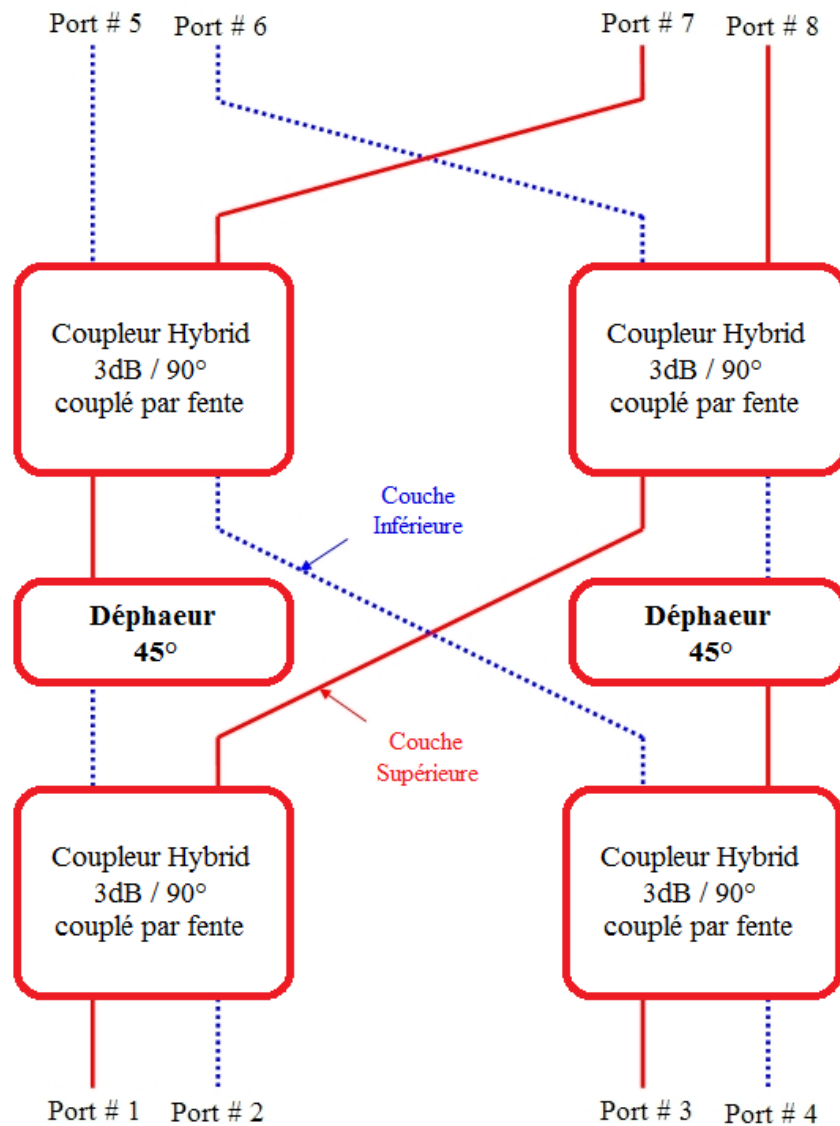 Port # 5
Port # 6
Port # 7
Port # 8
Coupleur Hybrid
3dB / 90°
couplé par fente
Coupleur Hybrid
3dB / 90°
couplé par fente
Couche
Inférieure
Déphaeur
45°
Déphaeur
45°
Couche
Supérieure
Coupleur Hybrid
3dB / 90°
couplé par fente
Coupleur Hybrid
3dB / 90°
couplé par fente
Port # 1
Port # 2
Port # 3
Port # 4